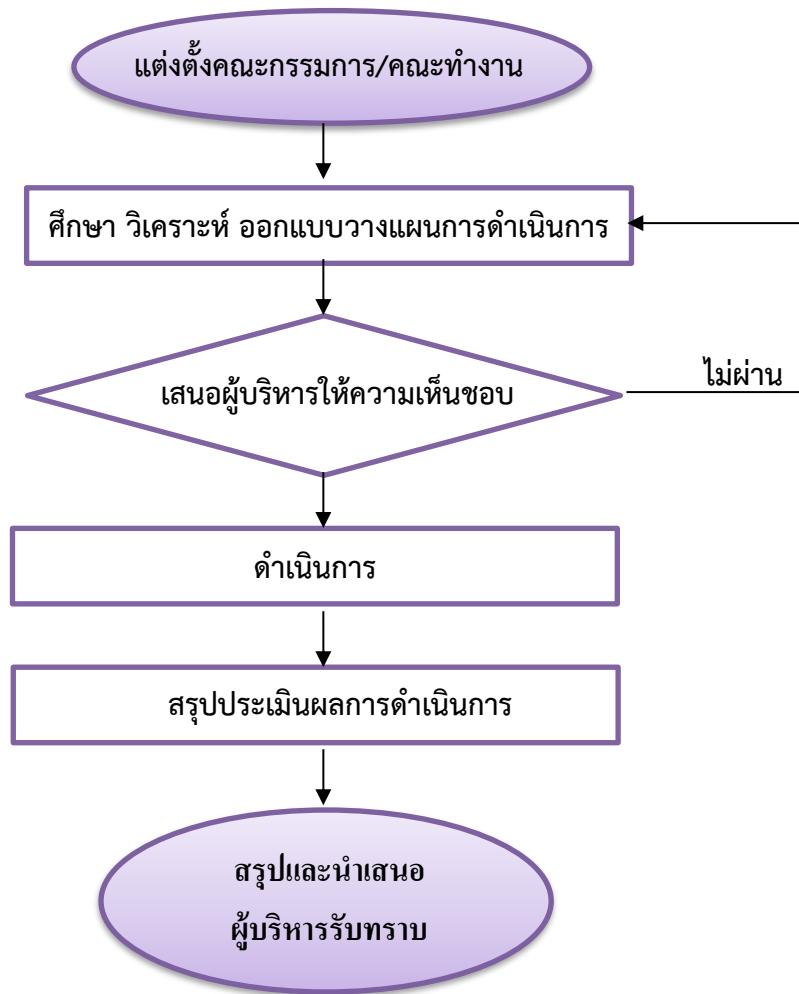 แต่งตั้งคณะกรรมการ/คณะทำงาน
ศึกษา วิเคราะห์ ออกแบบวางแผนการดำเนินการ
เสนอผู้บริหารให้ความเห็นชอบ
ไม่ผ่าน
ดำเนินการ
สรุปประเมินผลการดำเนินการ
สรุปและนำเสนอ
ผู้บริหารรับทราบ